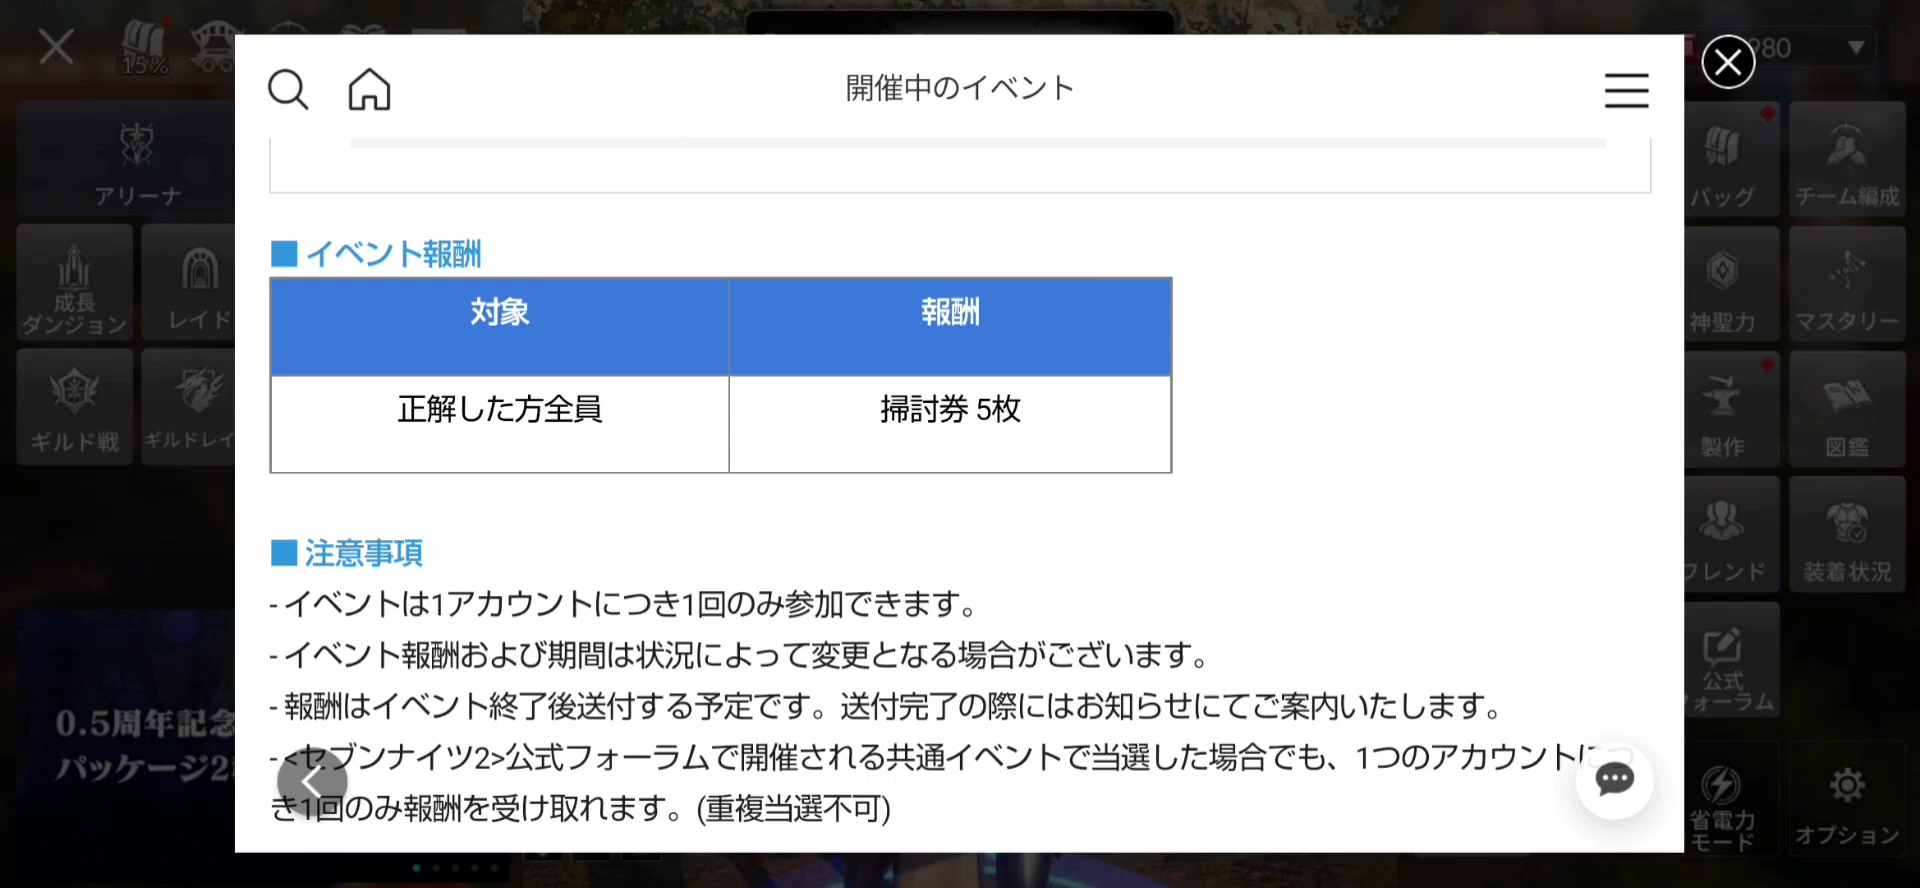 15%
980
開催中のイベント
アリーナ
成長
ダンジョン
レイド
ギルド戦
ギルドレイ
0.5周年記念
パッケージ2
■ イベント報酬
対象
報酬
正解した方全員
掃討券 5枚
■ 注意事項
- イベントは1アカウントにつき1回のみ参加できます。
- イベント報酬および期間は状況によって変更となる場合がございます。
- 報酬はイベント終了後送付する予定です。送付完了の際にはお知らせにてご案内いたします。
- <セブンナイツ2>公式フォーラムで開催される共通イベントで当選した場合でも、1つのアカウントにつ
き1回のみ報酬を受け取れます。(重複当選不可)
バッグ
チーム編成
神聖力
マスタリー
製作
図鑑
フレンド
装着状況
公式
フォーラム
省電力
モード
オプション